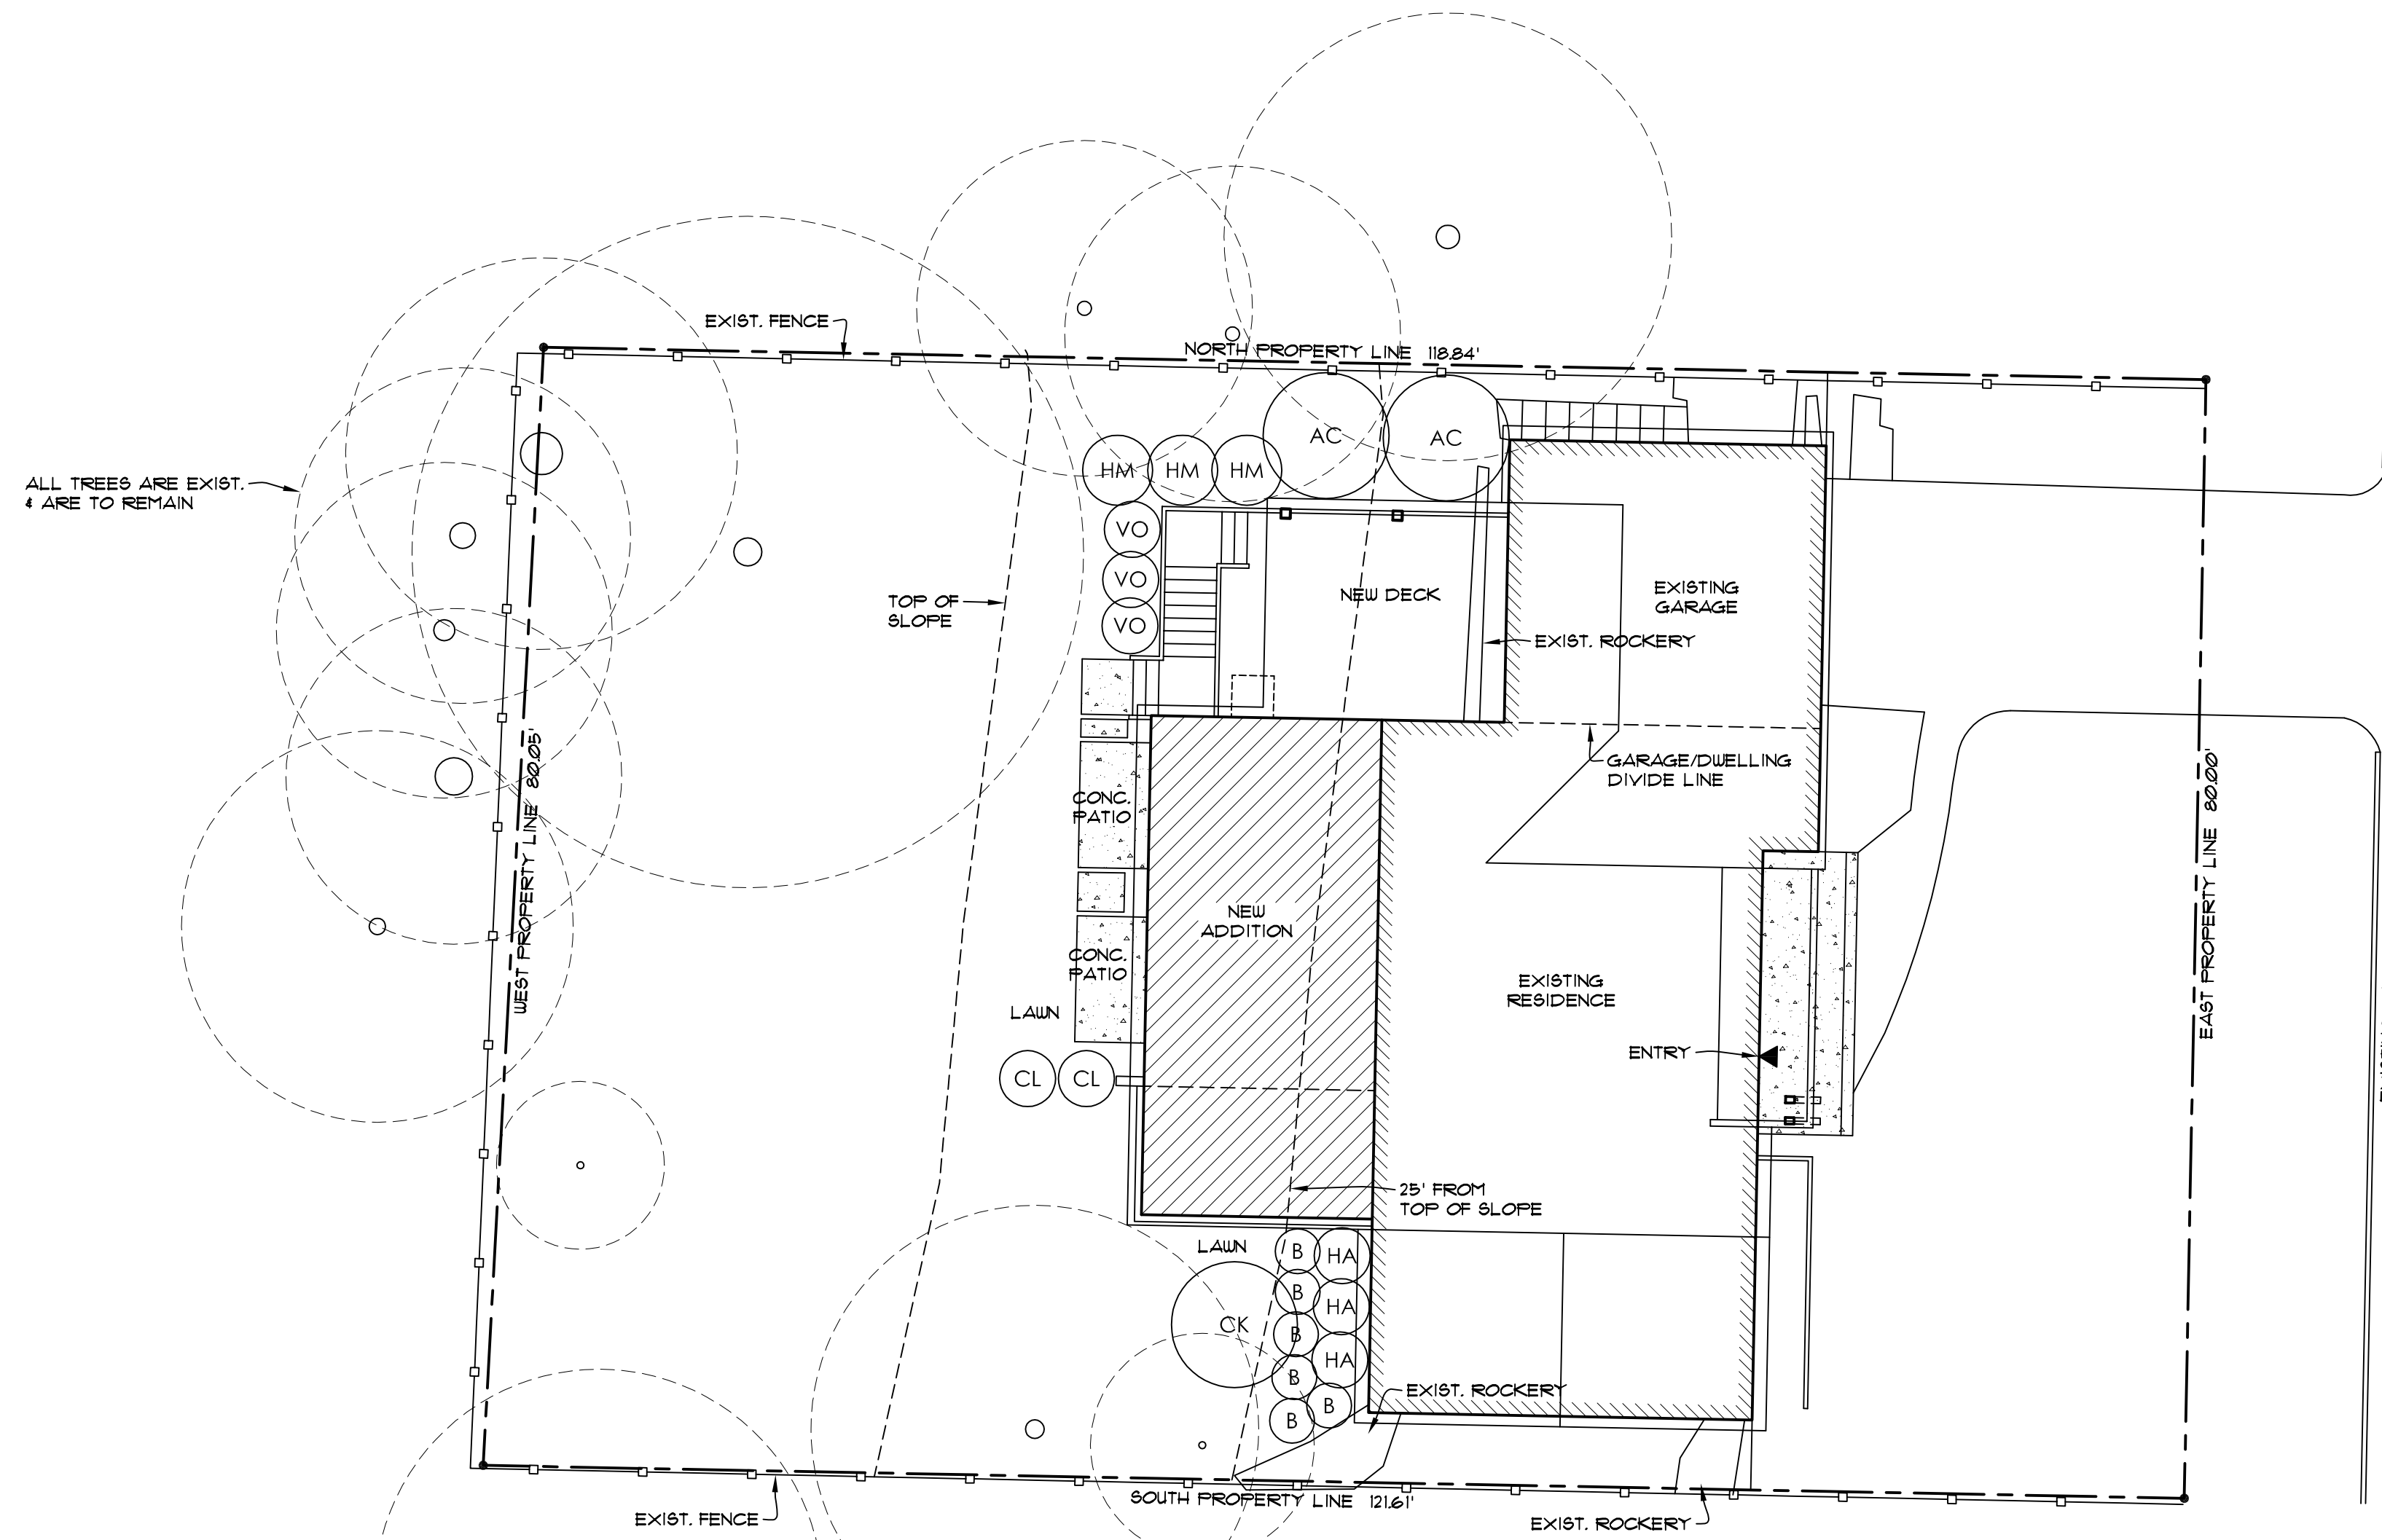 EXIST. FENCE
NORTH PROPERTY LINE 118.84'
AC
AC
HM
HM
HM
ALL TREES ARE EXIST.
& ARE TO REMAIN
VO
VO
VO
TOP OF
SLOPE
NEW DECK
EXISTING
GARAGE
EXIST. ROCKERY
GARAGE/DWELLING
DIVIDE LINE
WEST PROPERTY LINE 80.05'
CONC.
PATIO
EAST PROPERTY LINE 80.00'
NEW
ADDITION
CONC.
PATIO
EXISTING
RESIDENCE
LAWN
ENTRY
CL
CL
25' FROM
TOP OF SLOPE
LAWN
B
HA
B
HA
CK
B
HA
B
EXIST. ROCKERY
B
B
SOUTH PROPERTY LINE 121.61'
EXIST. FENCE
EXIST. ROCKERY